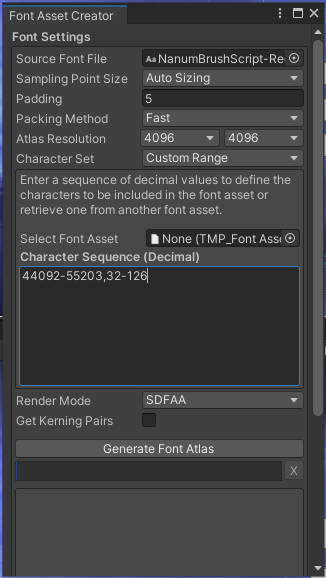 Font Asset Creator
Font Settings
Source Font File
Aa NanumBrushScript-Re
Sampling Point Size
Auto Sizing
Padding
5
Packing Method
Fast
Atlas Resolution
4096
4096
Character Set
Custom Range
Enter a sequence of decimal values to define the
characters to be included in the font asset or
retrieve one from another font asset.
Select Font Asset
None (TMP_Font Asse
Character Sequence (Decimal)
44092-55203,32-126
Render Mode
SDFAA
Get Kerning Pairs
Generate Font Atlas
X